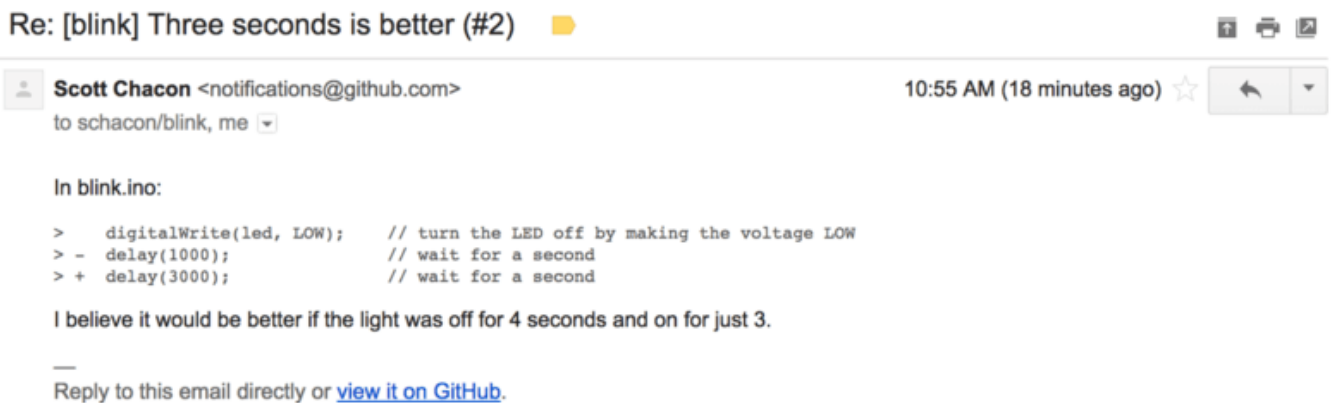 Re: [blink] Three seconds is better (#2)
Scott Chacon <notifications@github.com> 10:55 AM (18 minutes ago)
to schacon/blink, me
In blink.ino:
>    digitalWrite(led, LOW);    // turn the LED off by making the voltage LOW
> -  delay(1000);               // wait for a second
> +  delay(3000);               // wait for a second
I believe it would be better if the light was off for 4 seconds and on for just 3.
—
Reply to this email directly or view it on GitHub.